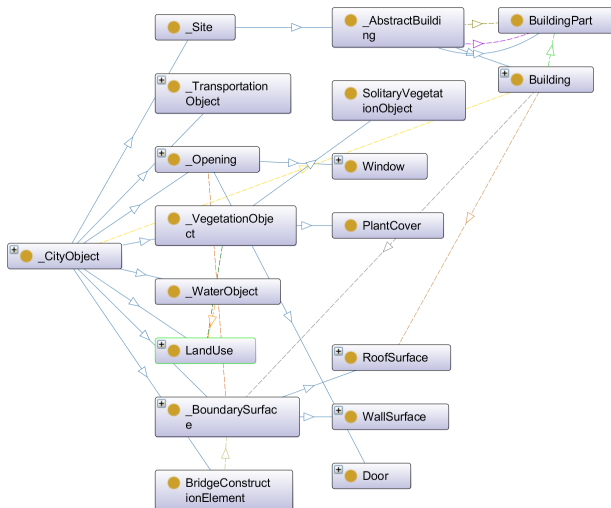 _Site
_AbstractBuildi
ng
BuildingPart
_Transportation
Object
SolitaryVegetat
ionObject
Building
_Opening
Window
_VegetationObje
ct
PlantCover
_CityObject
_WaterObject
LandUse
RoofSurface
_BoundarySurfac
e
WallSurface
BridgeConstruct
ionElement
Door